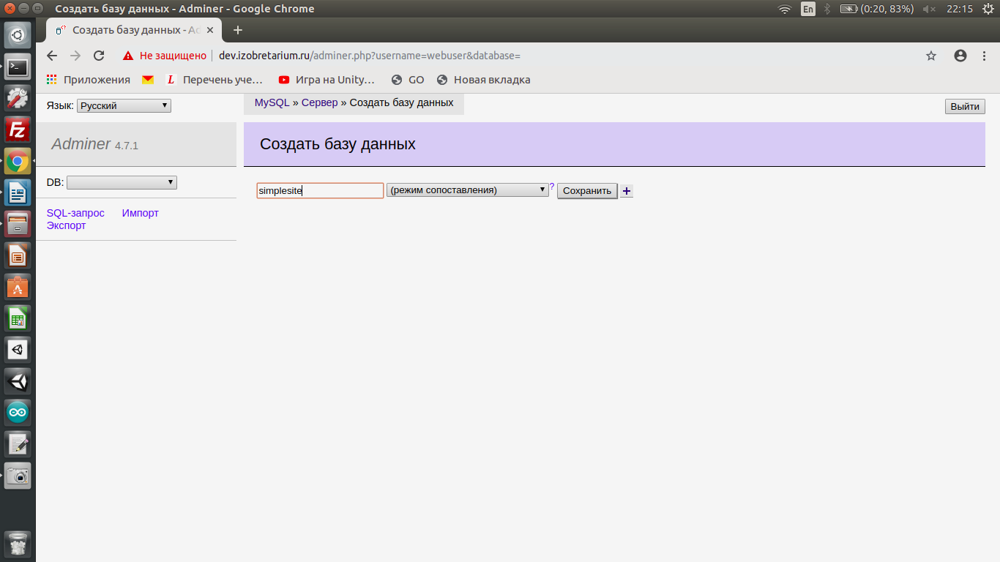 Создать базу данных - Adminer - Google Chrome
En (0:20, 83%) 22:15
Создать базу данных - Ad
Не защищено dev.izobretarium.ru/adminer.php?username=webuser&database=
Приложения L Перечень уче... Игра на Unity... GO Новая вкладка
Язык: Русский
MySQL » Сервер » Создать базу данных
Выйти
Adminer 4.7.1
Создать базу данных
DB:
simplesite (режим сопоставления) ? Сохранить +
SQL-запрос Импорт
Экспорт
Fz